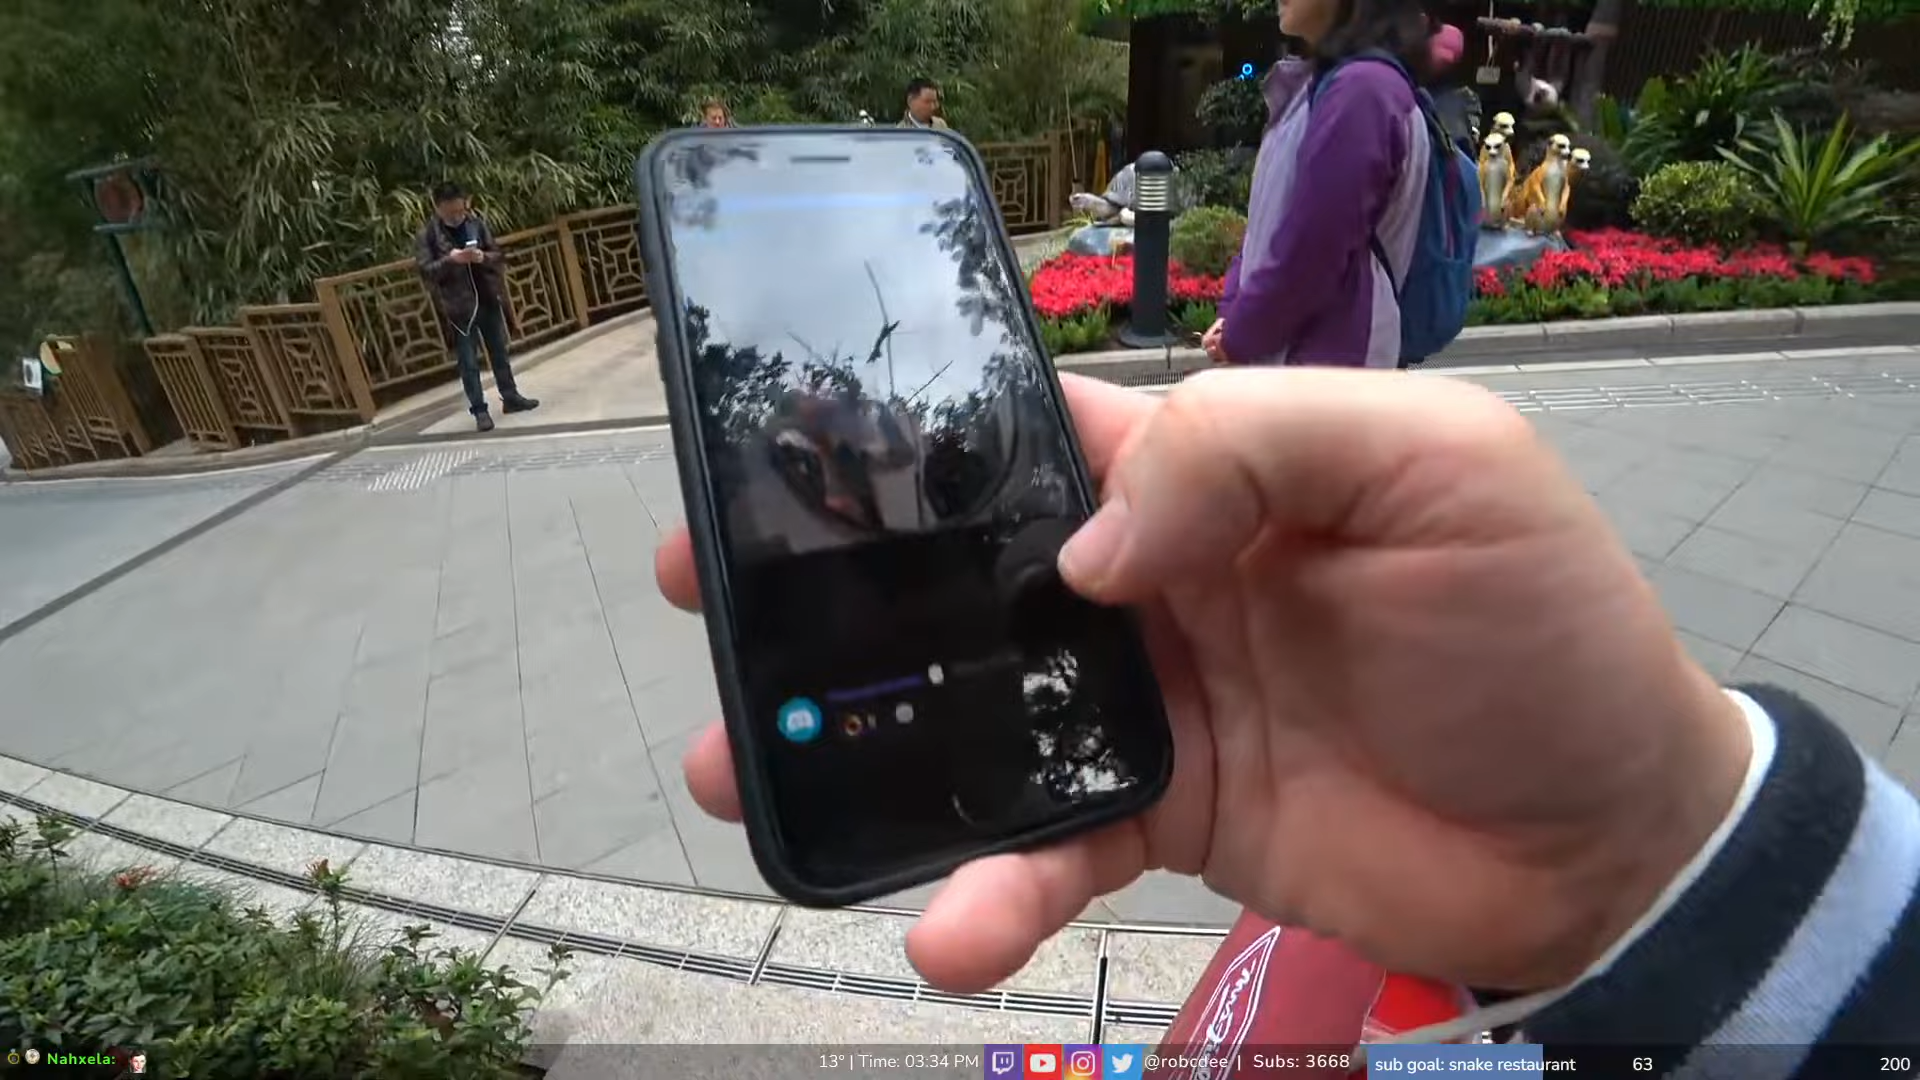 Nahxela:
13° | Time: 03:34 PM
@robcdee | Subs: 3668
sub goal: snake restaurant 63 200